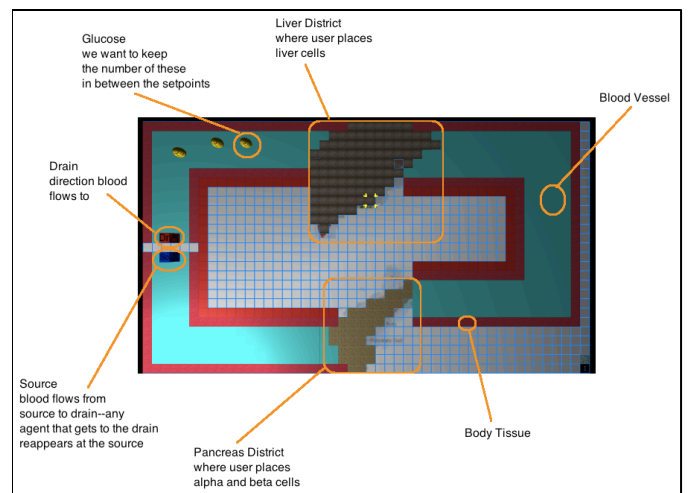 Liver District
where user places
liver cells
Glucose
we want to keep
the number of these
in between the setpoints
Blood Vessel
Drain
direction blood
flows to
Source
blood flows from
source to drain--any
agent that gets to the drain
reappears at the source
Body Tissue
Pancreas District
where user places
alpha and beta cells